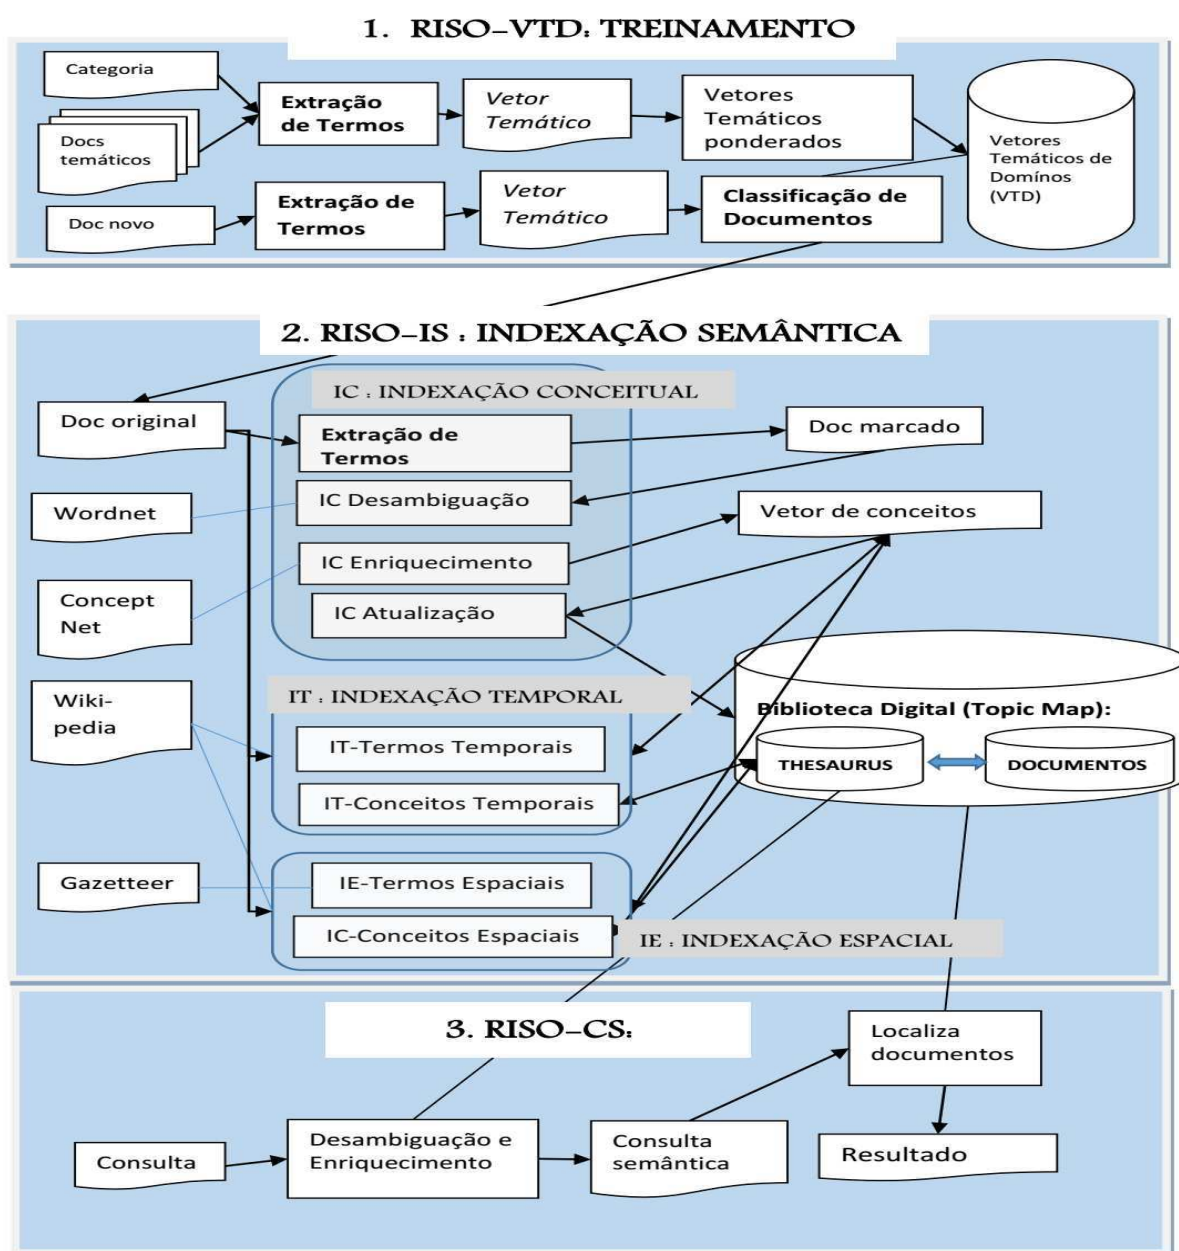 1. RISO-VTD: TREINAMENTO
Categoria
Extração
de Termos
Vetor
Temático
Vetores
Temáticos
ponderados
Docs
temáticos
Vetores
Temáticos de
Domínos
(VTD)
Doc novo
Extração de
Termos
Vetor
Temático
Classificação de
Documentos
2. RISO-IS : INDEXAÇÃO SEMÂNTICA
IC : INDEXAÇÃO CONCEITUAL
Doc original
Extração de
Termos
Doc marcado
Wordnet
IC Desambiguação
Vetor de conceitos
IC Enriquecimento
Concept
Net
IC Atualização
Wiki-
pedia
IT : INDEXAÇÃO TEMPORAL
Biblioteca Digital (Topic Map):
IT-Termos Temporais
THESAURUS
DOCUMENTOS
IT-Conceitos Temporais
Gazetteer
IE-Termos Espaciais
IC-Conceitos Espaciais
IE : INDEXAÇÃO ESPACIAL
3. RISO-CS:
Localiza
documentos
Consulta
Desambiguação e
Enriquecimento
Consulta
semântica
Resultado